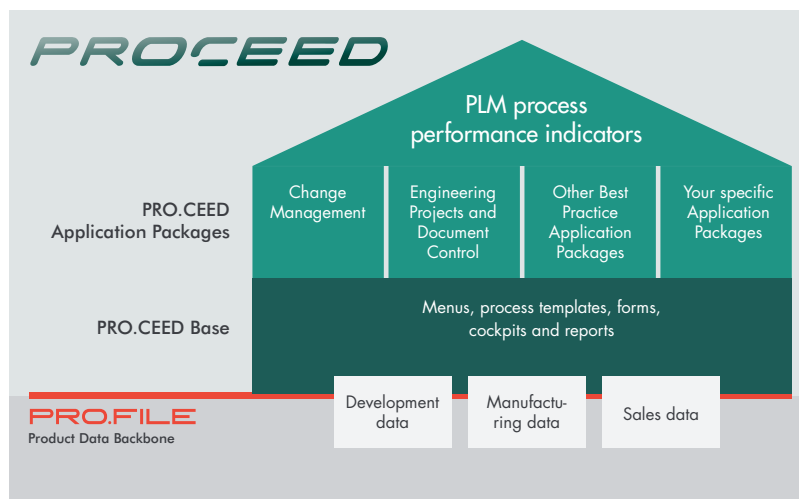 PROCEED
PLM process
performance indicators
PRO.CEED
Application Packages
Change
Management
Engineering
Projects and
Document
Control
Other Best
Practice
Application
Packages
Your specific
Application
Packages
PRO.CEED Base
Menus, process templates, forms,
cockpits and reports
PRO.FILE
Product Data Backbone
Development
data
Manufactu-
ring data
Sales data